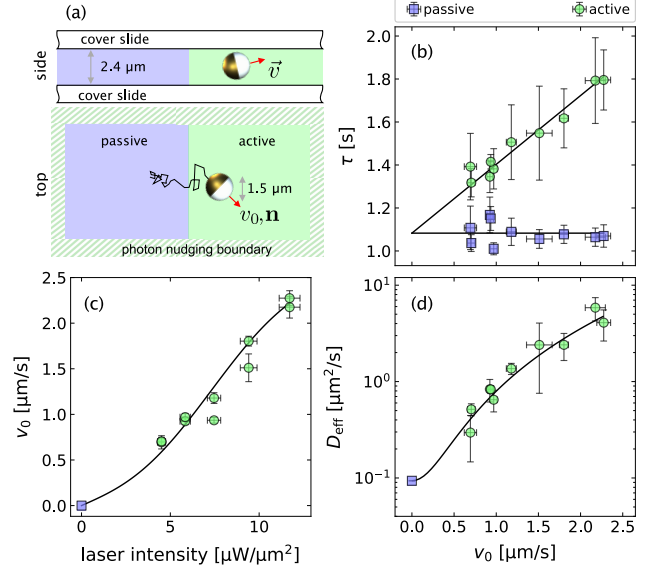 (a)
cover slide
side
2.4 μm
v⃗
cover slide
top
passive
active
1.5 μm
v₀, n
photon nudging boundary
passive
active
(b)
τ [s]
1.8
1.6
1.4
1.2
1.0
2.0
(c)
v₀ [μm/s]
2.5
2.0
1.5
1.0
0.5
0.0
0
5
10
laser intensity [μW/μm²]
(d)
D_eff [μm²/s]
10¹
10⁰
10⁻¹
0.0
0.5
1.0
1.5
2.0
2.5
v₀ [μm/s]